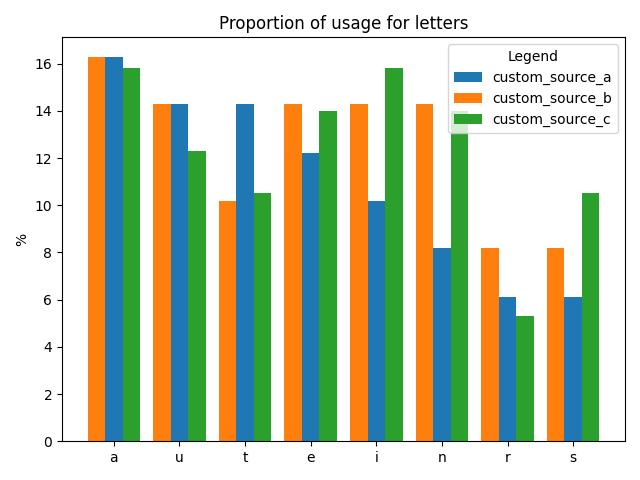 Proportion of usage for letters
Legend
custom_source_a
custom_source_b
custom_source_c
%
16
14
12
10
8
6
4
2
0
a u t e i n r s